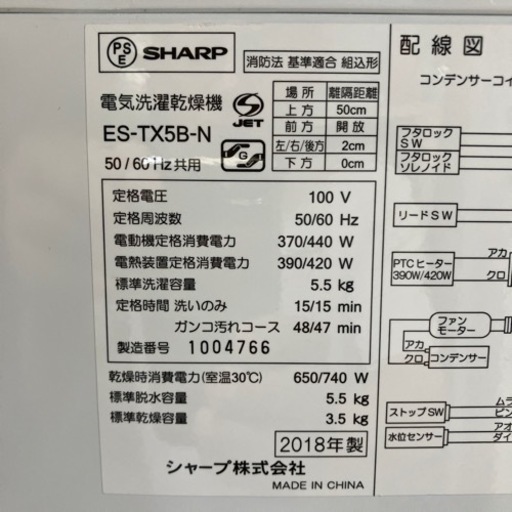 PS E SHARP
消防法 基準適合 組込形
電気洗濯乾燥機
JET
ES-TX5B-N
50/60Hz共用
G
場所 離隔距離
上方 50cm
前方 開放
左/右/後方 2cm
下方 0cm
定格電圧 100 V
定格周波数 50/60 Hz
電動機定格消費電力 370/440 W
電熱装置定格消費電力 390/420 W
標準洗濯容量 5.5 kg
定格時間 洗いのみ 15/15 min
ガンコ汚れコース 48/47 min
製造番号 1004766
乾燥時消費電力(室温30℃) 650/740 W
標準脱水容量 5.5 kg
標準乾燥容量 3.5 kg
2018年製
シャープ株式会社
MADE IN CHINA
配線図
コンデンサーコイ
フタロック
SW
フタロック
ソレノイド
リードSW
PTCヒーター
390W/420W
アカ
クロ
ファン
モーター
アカ
クロ
コンデンサー
ストップSW
ムラ
ピン
水位センサー
アオ
ダイ